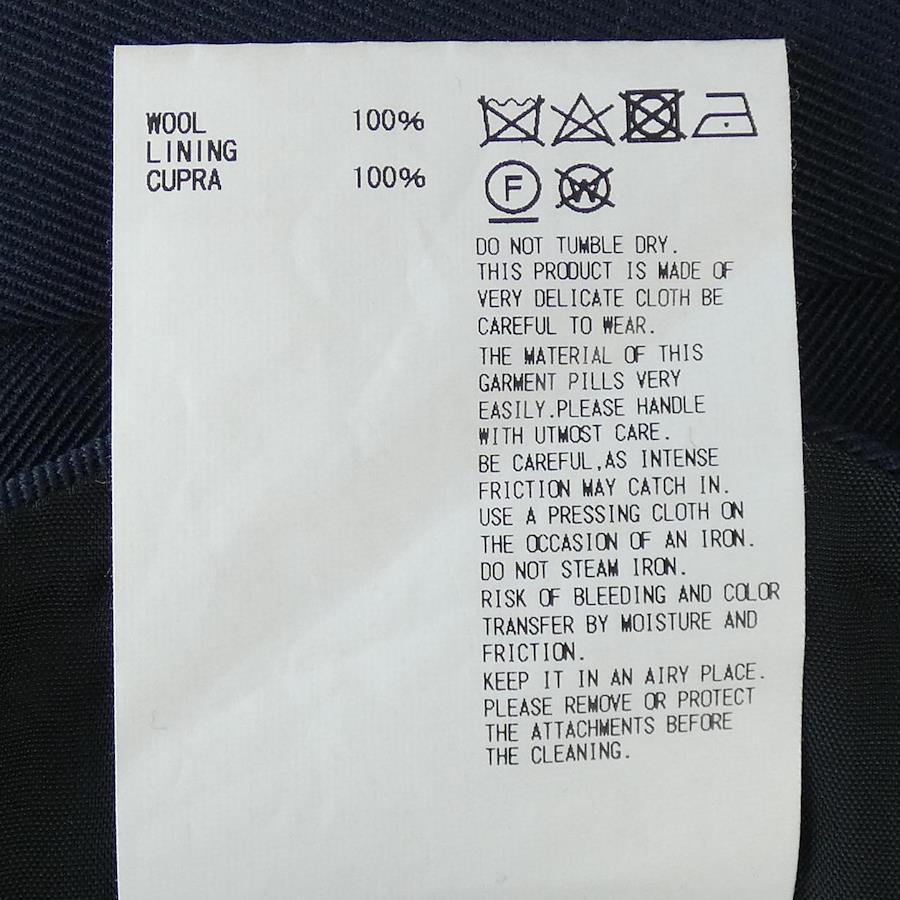 WOOL 100%
LINING
CUPRA 100%
F W
DO NOT TUMBLE DRY.
THIS PRODUCT IS MADE OF
VERY DELICATE CLOTH BE
CAREFUL TO WEAR.
THE MATERIAL OF THIS
GARMENT PILLS VERY
EASILY.PLEASE HANDLE
WITH UTMOST CARE.
BE CAREFUL,AS INTENSE
FRICTION MAY CATCH IN.
USE A PRESSING CLOTH ON
THE OCCASION OF AN IRON.
DO NOT STEAM IRON.
RISK OF BLEEDING AND COLOR
TRANSFER BY MOISTURE AND
FRICTION.
KEEP IT IN AN AIRY PLACE.
PLEASE REMOVE OR PROTECT
THE ATTACHMENTS BEFORE
THE CLEANING.